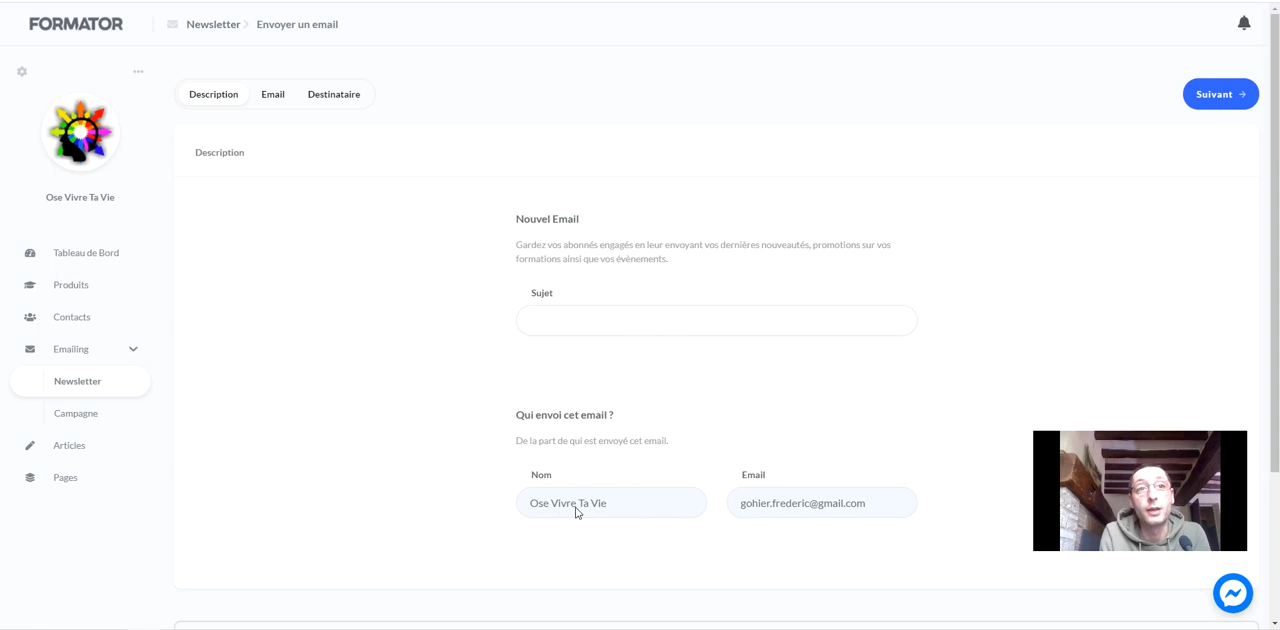 FORMATOR
Newsletter
Envoyer un email
Description
Email
Destinataire
Suivant
Ose Vivre Ta Vie
Tableau de Bord
Produits
Contacts
Emailing
Newsletter
Campagne
Articles
Pages
Description
Nouvel Email
Gardez vos abonnés engagés en leur envoyant vos dernières nouveautés, promotions sur vos
formations ainsi que vos évènements.
Sujet
Qui envoi cet email ?
De la part de qui est envoyé cet email.
Nom
Email
Ose Vivre Ta Vie
gohier.frederic@gmail.com